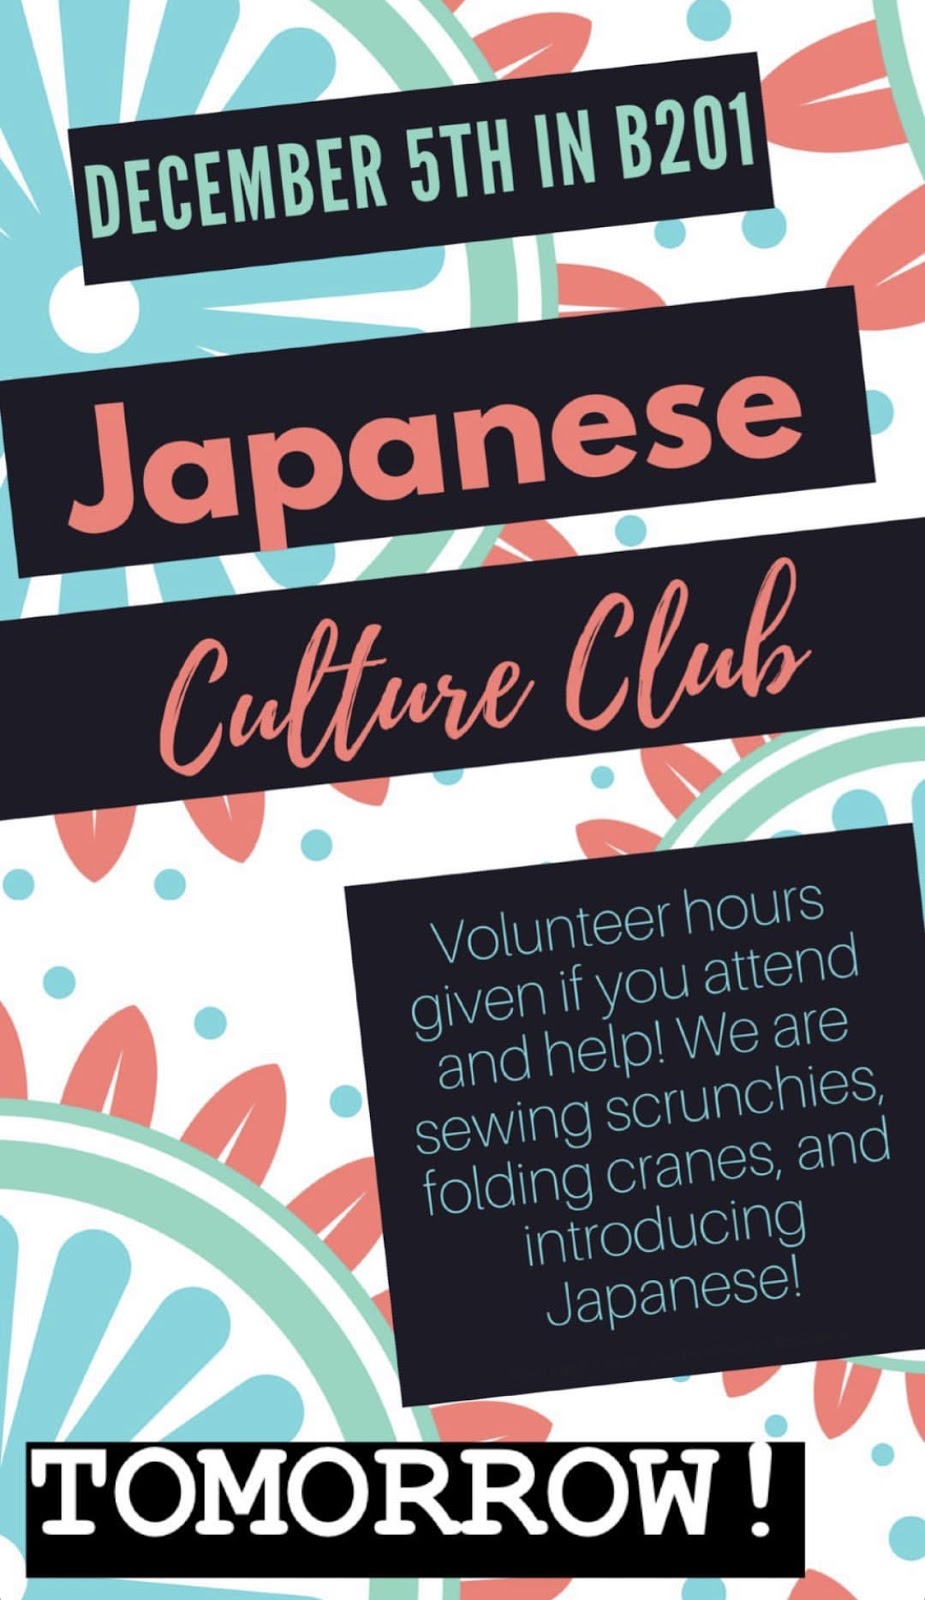 DECEMBER 5TH IN B201
Japanese
Culture Club
Volunteer hours
given if you attend
and help! We are
sewing scrunchies,
folding cranes, and
introducing
Japanese!
TOMORROW!